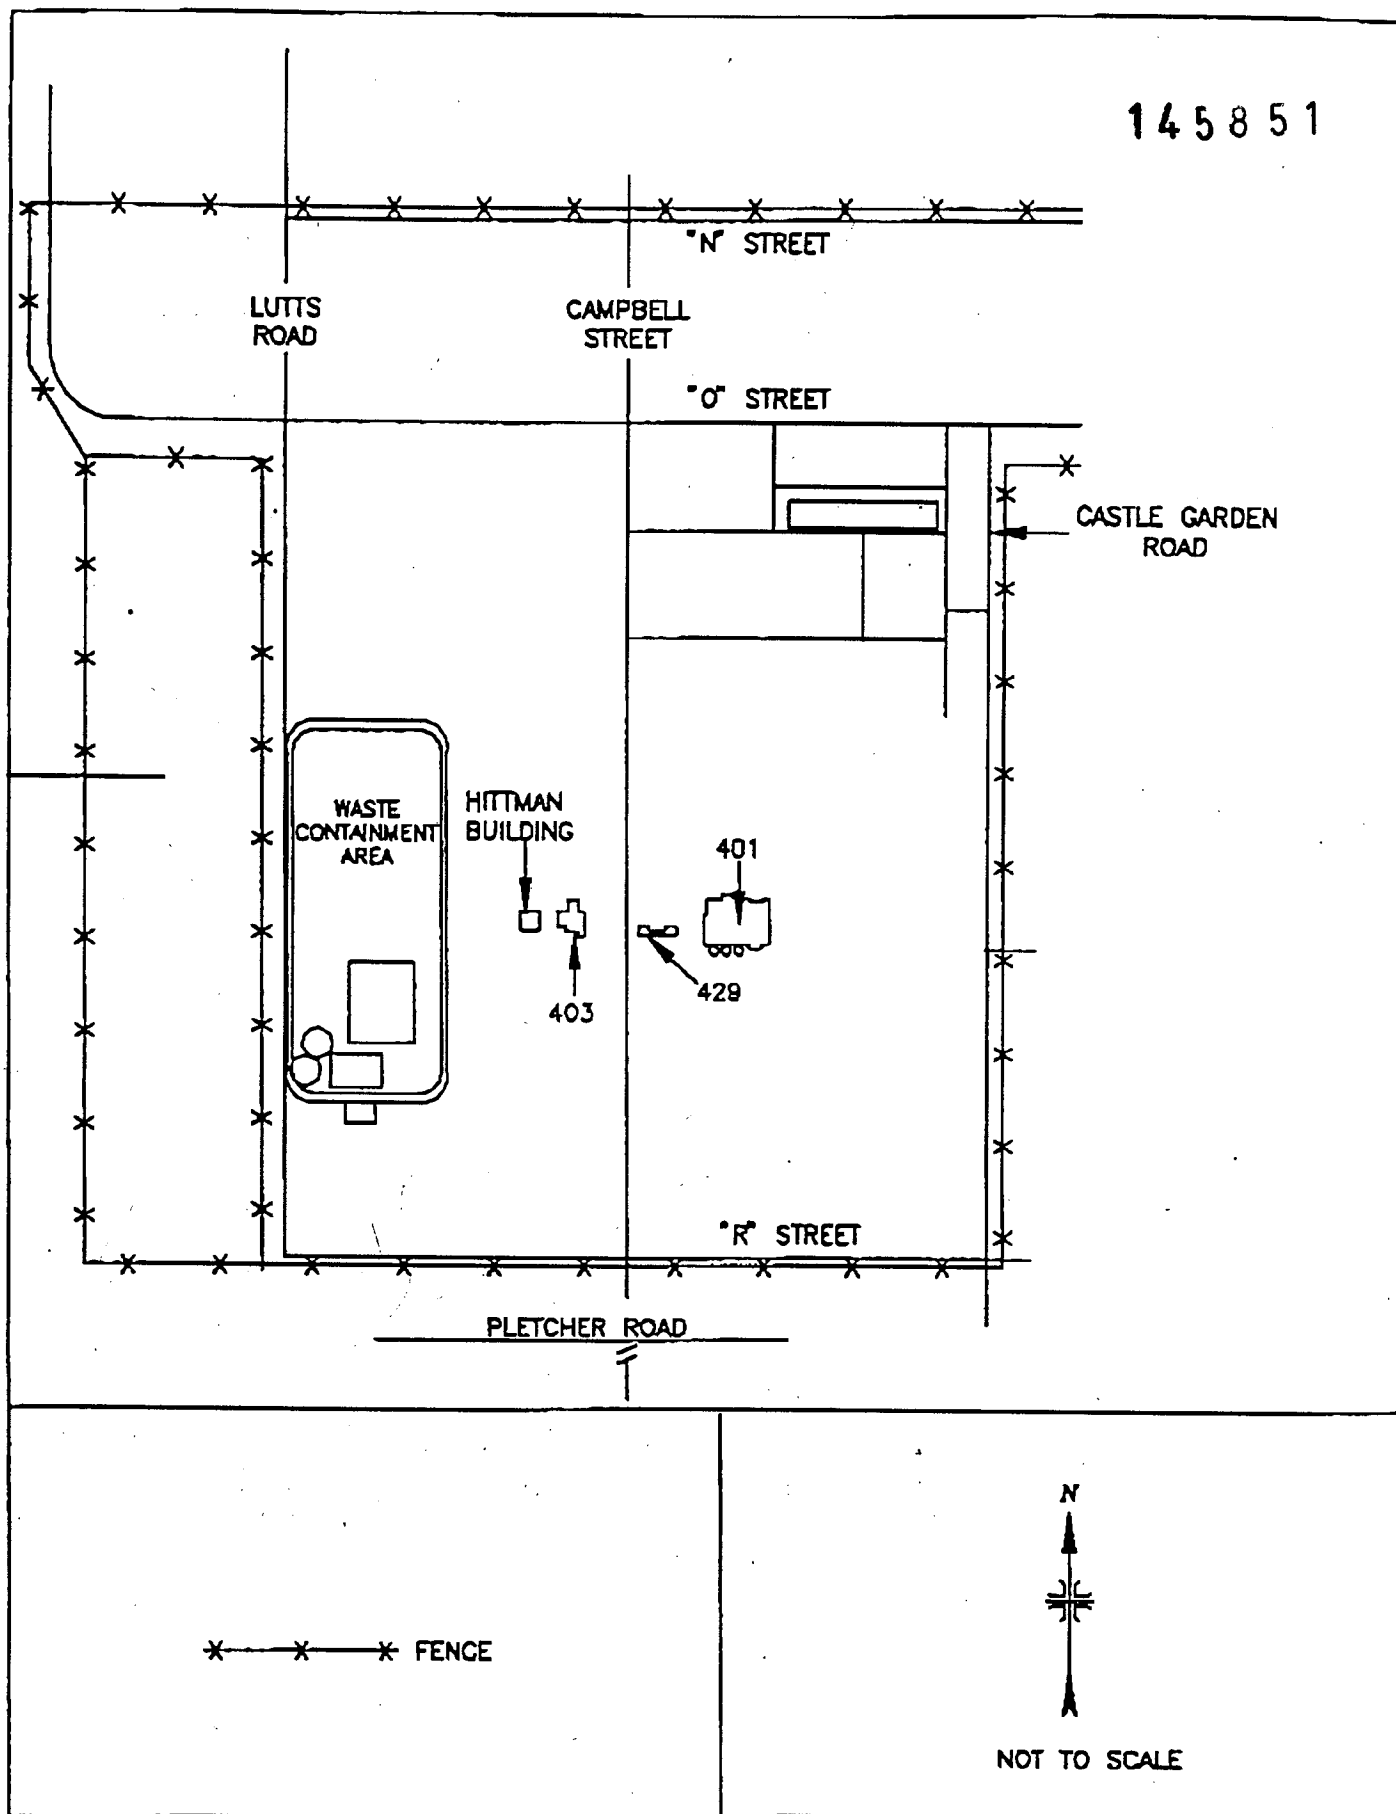 145851
"N" STREET
LUTTS
ROAD
CAMPBELL
STREET
"O" STREET
CASTLE GARDEN
ROAD
WASTE
CONTAINMENT
AREA
HITTMAN
BUILDING
401
429
403
"R" STREET
PLETCHER ROAD
N
FENCE
NOT TO SCALE